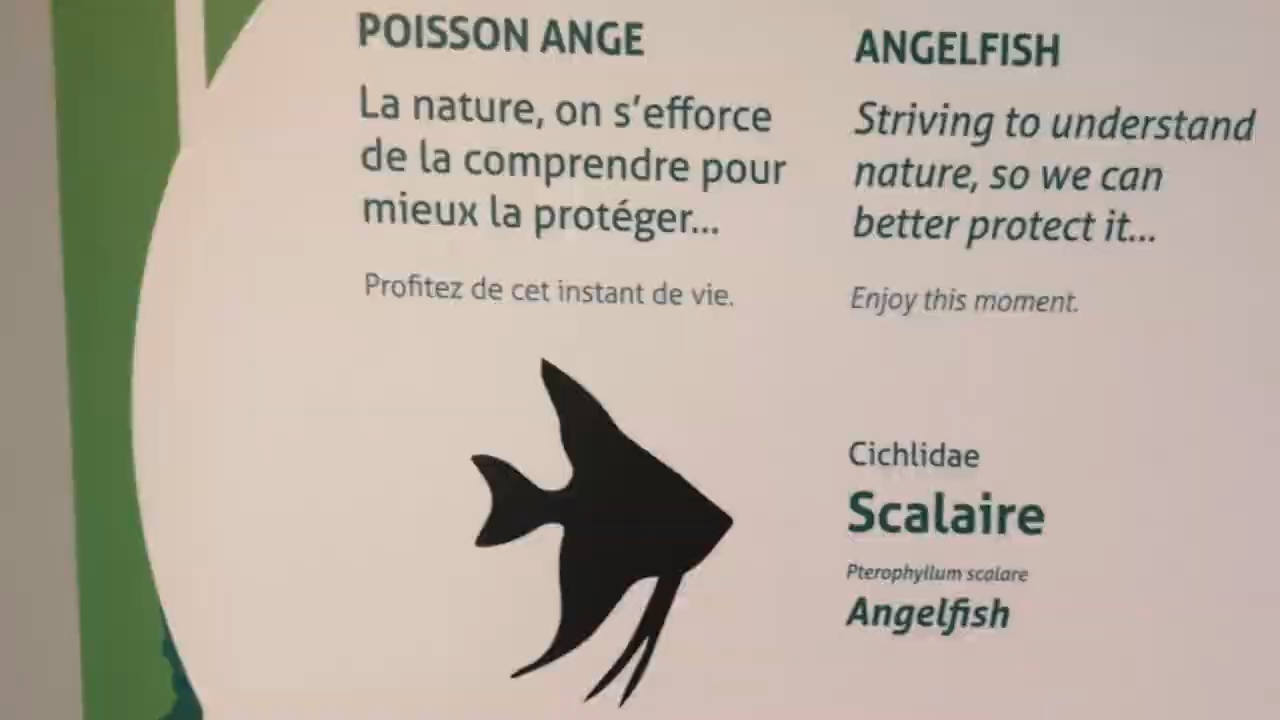 POISSON ANGE
La nature, on s'efforce
de la comprendre pour
mieux la protéger...
Profitez de cet instant de vie.
ANGELFISH
Striving to understand
nature, so we can
better protect it...
Enjoy this moment.
Cichlidae
Scalaire
Pterophyllum scalare
Angelfish